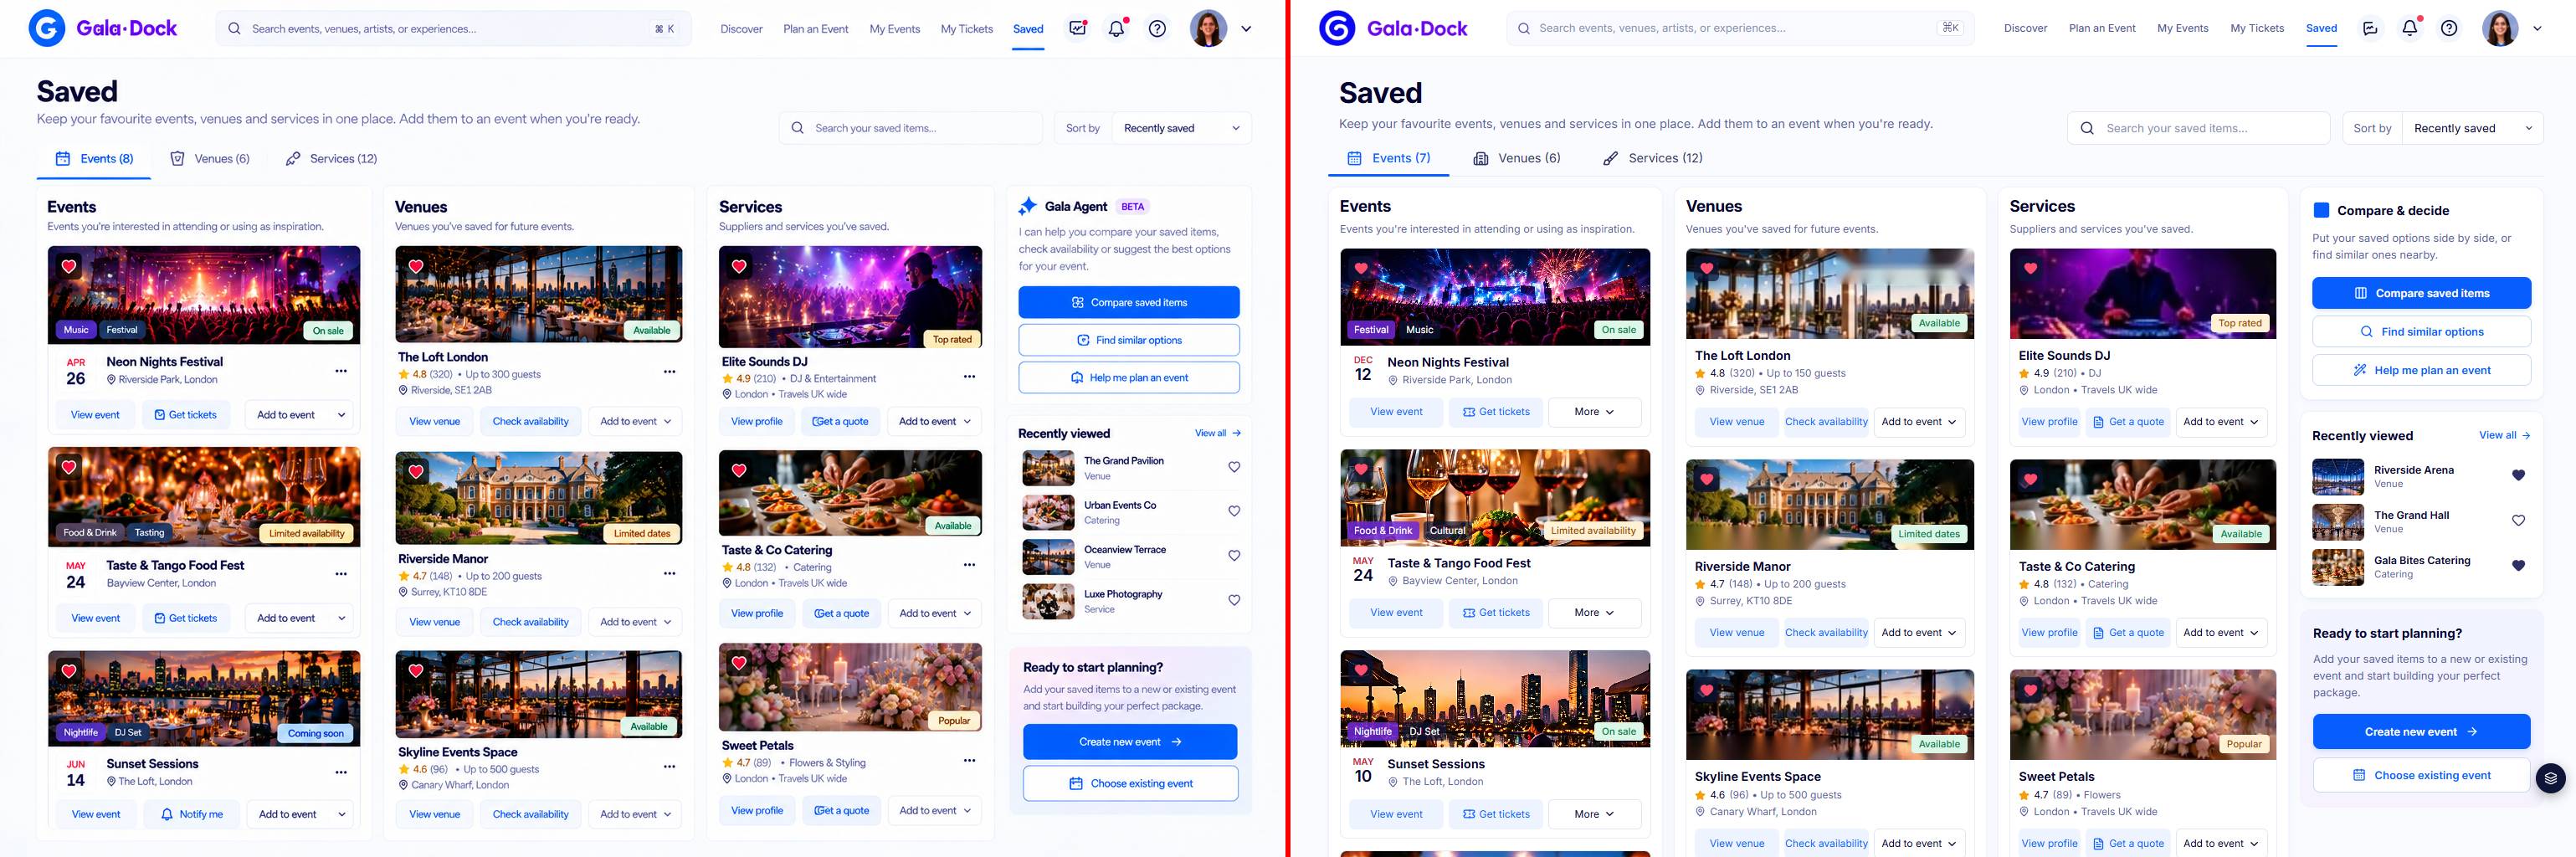 Gala·Dock
Search events, venues, artists, or experiences...
⌘ K
Discover
Plan an Event
My Events
My Tickets
Saved
Saved
Keep your favourite events, venues and services in one place. Add them to an event when you're ready.
Search your saved items...
Sort by
Recently saved
Events (8)
Venues (6)
Services (12)
Events
Events you're interested in attending or using as inspiration.
Music
Festival
On sale
APR
26
Neon Nights Festival
Riverside Park, London
View event
Get tickets
Add to event
Food & Drink
Tasting
Limited availability
MAY
24
Taste & Tango Food Fest
Bayview Center, London
View event
Get tickets
Add to event
Nightlife
DJ Set
Coming soon
JUN
14
Sunset Sessions
The Loft, London
View event
Notify me
Add to event
Venues
Venues you've saved for future events.
Available
The Loft London
4.8 (320) • Up to 300 guests
Riverside, SE1 2AB
View venue
Check availability
Add to event
Limited dates
Riverside Manor
4.7 (148) • Up to 200 guests
Surrey, KT10 8DE
View venue
Check availability
Add to event
Available
Skyline Events Space
4.6 (96) • Up to 500 guests
Canary Wharf, London
View venue
Check availability
Add to event
Services
Suppliers and services you've saved.
Top rated
Elite Sounds DJ
4.9 (210) • DJ & Entertainment
London • Travels UK wide
View profile
Get a quote
Add to event
Available
Taste & Co Catering
4.8 (132) • Catering
London • Travels UK wide
View profile
Get a quote
Add to event
Popular
Sweet Petals
4.7 (89) • Flowers & Styling
London • Travels UK wide
View profile
Get a quote
Add to event
Gala Agent
BETA
I can help you compare your saved items,
check availability or suggest the best options
for your event.
Compare saved items
Find similar options
Help me plan an event
Recently viewed
View all →
The Grand Pavilion
Venue
Urban Events Co
Catering
Oceanview Terrace
Venue
Luxe Photography
Service
Ready to start planning?
Add your saved items to a new or existing event
and start building your perfect package.
Create new event →
Choose existing event
Gala·Dock
Search events, venues, artists, or experiences...
⌘K
Discover
Plan an Event
My Events
My Tickets
Saved
Saved
Keep your favourite events, venues and services in one place. Add them to an event when you're ready.
Search your saved items...
Sort by
Recently saved
Events (7)
Venues (6)
Services (12)
Events
Events you're interested in attending or using as inspiration.
Festival
Music
On sale
DEC
12
Neon Nights Festival
Riverside Park, London
View event
Get tickets
More
Food & Drink
Cultural
Limited availability
MAY
24
Taste & Tango Food Fest
Bayview Center, London
View event
Get tickets
More
Nightlife
DJ Set
On sale
MAY
10
Sunset Sessions
The Loft, London
View event
Get tickets
More
Venues
Venues you've saved for future events.
Available
The Loft London
4.8 (320) • Up to 150 guests
Riverside, SE1 2AB
View venue
Check availability
Add to event
Limited dates
Riverside Manor
4.7 (148) • Up to 200 guests
Surrey, KT10 8DE
View venue
Check availability
Add to event
Available
Skyline Events Space
4.6 (96) • Up to 500 guests
Canary Wharf, London
View venue
Check availability
Add to event
Services
Suppliers and services you've saved.
Top rated
Elite Sounds DJ
4.9 (210) • DJ
London • Travels UK wide
View profile
Get a quote
Add to event
Available
Taste & Co Catering
4.8 (132) • Catering
London • Travels UK wide
View profile
Get a quote
Add to event
Popular
Sweet Petals
4.7 (89) • Flowers
London • Travels UK wide
View profile
Get a quote
Add to event
Compare & decide
Put your saved options side by side, or
find similar ones nearby.
Compare saved items
Find similar options
Help me plan an event
Recently viewed
View all →
Riverside Arena
Venue
The Grand Hall
Venue
Gala Bites Catering
Catering
Ready to start planning?
Add your saved items to a new or existing
event and start building your perfect
package.
Create new event →
Choose existing event